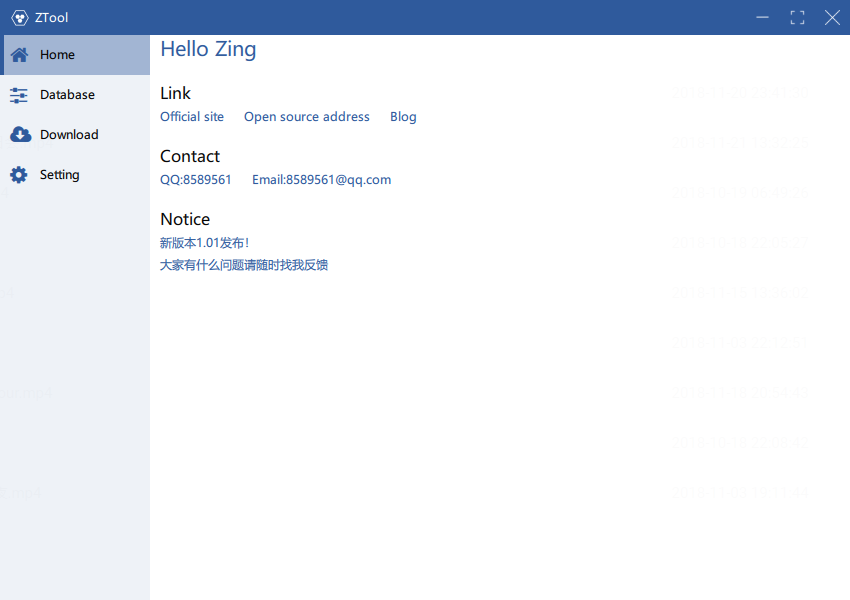 ZTool
Home
Database
Download
Setting
Hello Zing
Link
Official site Open source address Blog
Contact
QQ:8589561 Email:8589561@qq.com
Notice
新版本1.01发布!
大家有什么问题请随时找我反馈